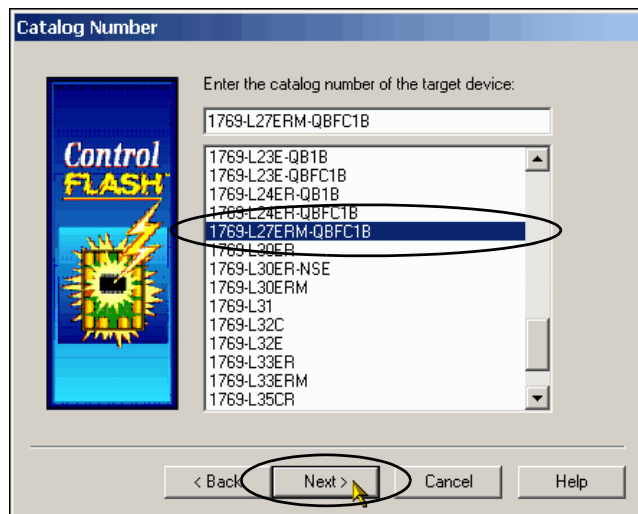 Catalog Number
Control
FLASH
Enter the catalog number of the target device:
1769-L27ERM-QBFC1B
1769-L23E-QB1B
1769-L23E-QBFC1B
1769-L24ER-QB1B
1769-L24ER-QBFC1B
1769-L27ERM-QBFC1B
1769-L30ER
1769-L30ER-NSE
1769-L30ERM
1769-L31
1769-L32C
1769-L32E
1769-L33ER
1769-L33ERM
1769-L35CR
< Back
Next >
Cancel
Help